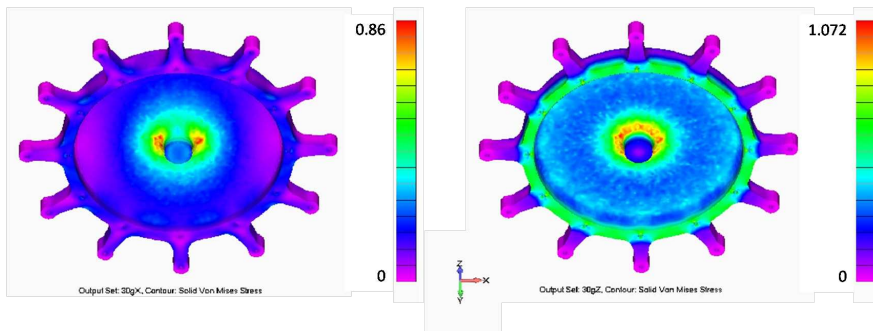 0.86
1.072
0
0
Z
X
Y
Output Set: 30gX, Contour: Solid Von Mises Stress
Output Set: 30gZ, Contour: Solid Von Mises Stress